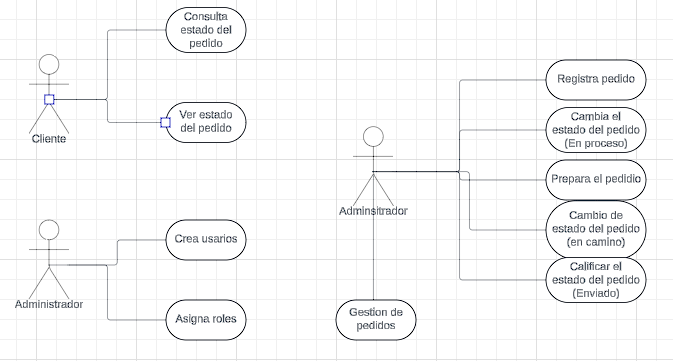 Consulta
estado del
pedido
Ver estado
del pedido
Cliente
Crea usarios
Administrador
Asigna roles
Registra pedido
Cambia el
estado del pedido
(En proceso)
Prepara el pedidio
Adminsitrador
Cambio de
estado del pedido
(en camino)
Calificar el
estado del pedido
(Enviado)
Gestion de
pedidos